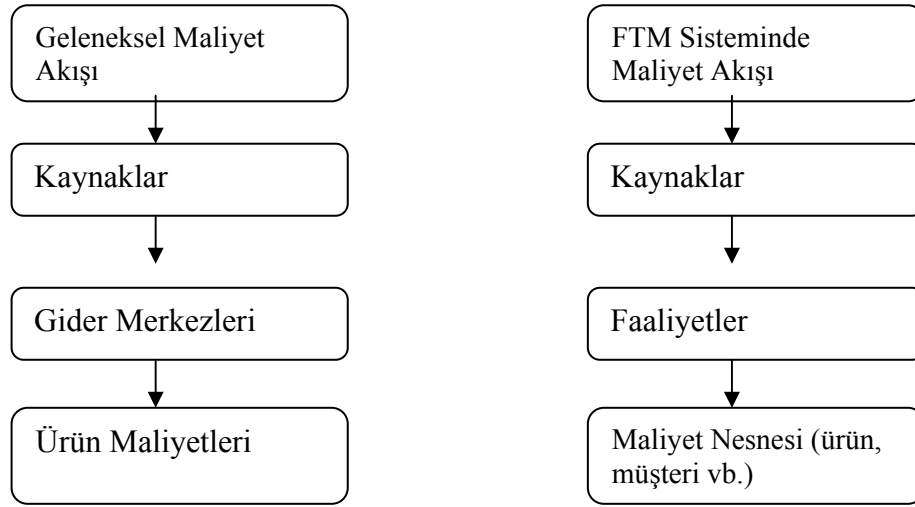 Geleneksel Maliyet
Akışı
Kaynaklar
Gider Merkezleri
Ürün Maliyetleri
FTM Sisteminde
Maliyet Akışı
Kaynaklar
Faaliyetler
Maliyet Nesnesi (ürün,
müşteri vb.)